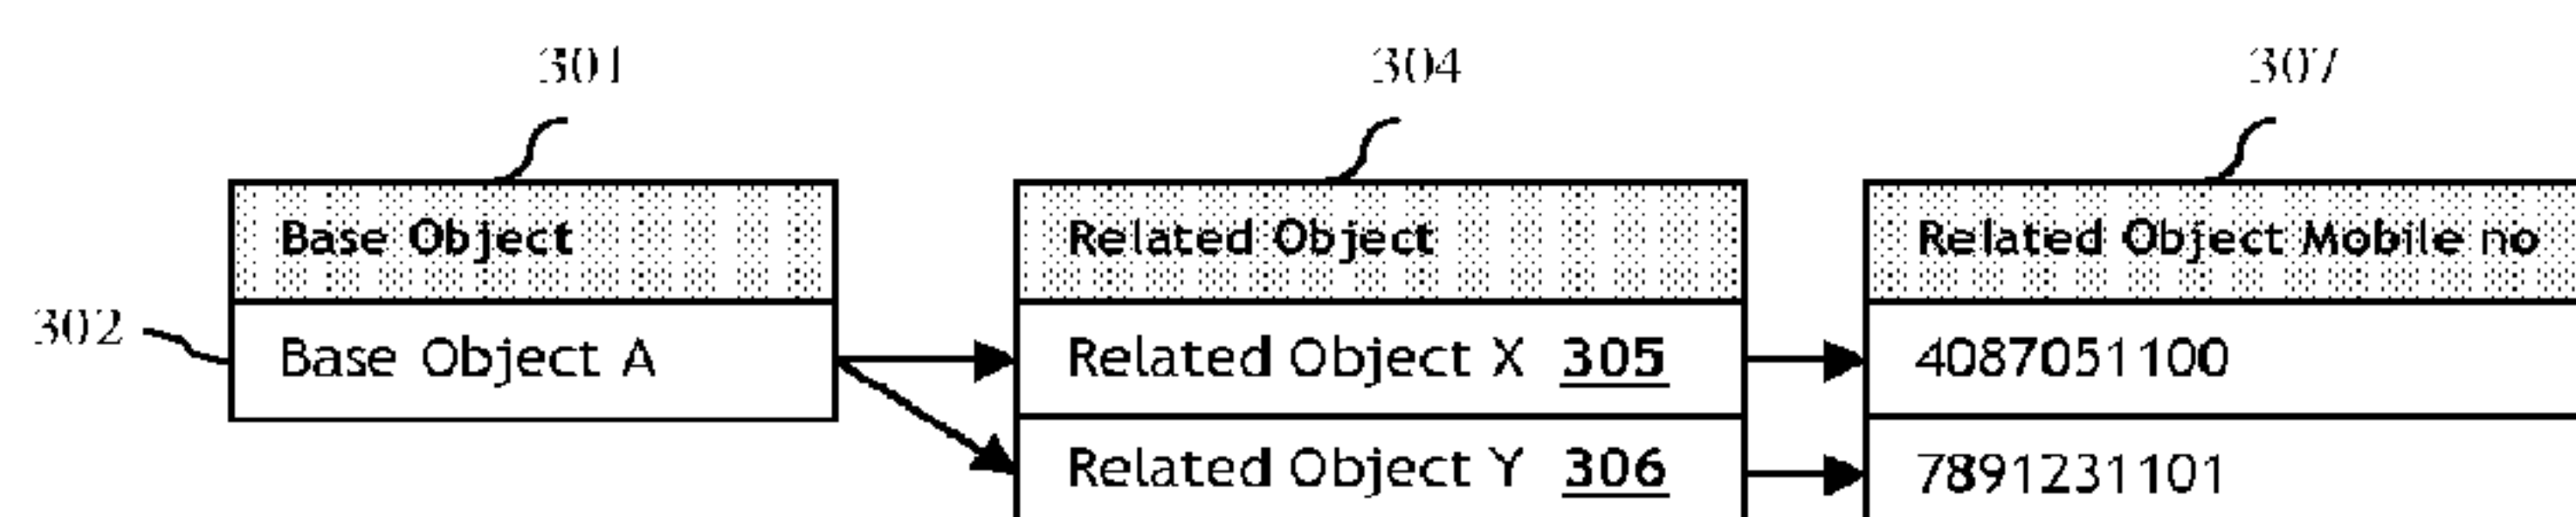 301 304 307
Base Object Related Object Related Object Mobile no
302 Base Object A Related Object X 305 4087051100
Related Object Y 306 7891231101